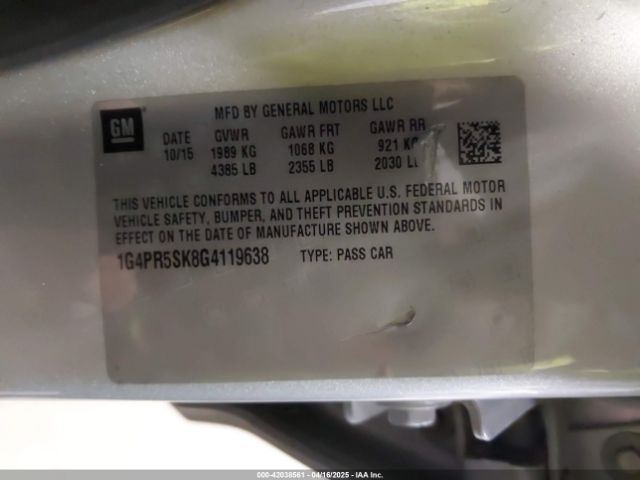 MFD BY GENERAL MOTORS LLC
GM
DATE GVWR GAWR FRT GAWR RR
10/15 1989 KG 1068 KG 921 KG
4385 LB 2355 LB 2030 LB
THIS VEHICLE CONFORMS TO ALL APPLICABLE U.S. FEDERAL MOTOR
VEHICLE SAFETY, BUMPER, AND THEFT PREVENTION STANDARDS IN
EFFECT ON THE DATE OF MANUFACTURE SHOWN ABOVE.
1G4PR5SK8G4119638 TYPE: PASS CAR
000-42038561 - 04/16/2025 - IAA Inc.